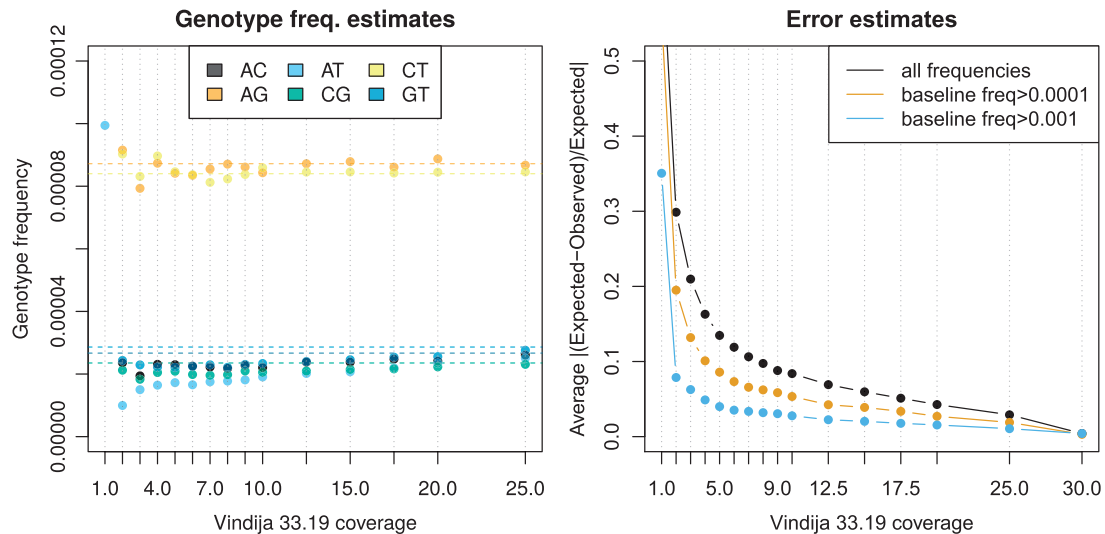 Genotype freq. estimates
Genotype frequency
0.00012
0.00008
0.00004
0.00000
AC AT CT
AG CG GT
1.0 4.0 7.0 10.0 15.0 20.0 25.0
Vindija 33.19 coverage
Error estimates
Average |(Expected−Observed)/Expected|
0.5
0.4
0.3
0.2
0.1
0.0
all frequencies
baseline freq>0.0001
baseline freq>0.001
1.0 5.0 9.0 12.5 17.5 25.0 30.0
Vindija 33.19 coverage